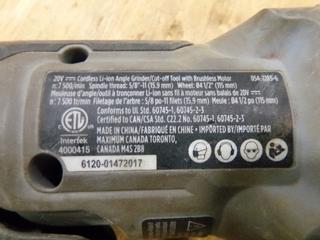 20V ⎓ Cordless Li-ion Angle Grinder/Cut-off Tool with Brushless Motor 054-7285-6
n: 7 500/min Spindle thread: 5/8"-11 (15.9 mm) Wheel: Ø4 1/2" (115 mm)
Meuleuse d'angle/outil à tronçonner Li-ion sans fil à moteur sans balais de 20V ⎓
n: 7 500 tr/min Filetage de l'arbre : 5/8 po-11 filets (15.9 mm) Meule : Ø4 1/2 po (115 mm)
Conforms to UL Std. 60745-1, 60745-2-3
Certified to CAN/CSA Std. C22.2 No. 60745-1, 60745-2-3
ETL
Intertek
4000415
MADE IN CHINA/FABRIQUÉ EN CHINE
IMPORTED BY/IMPORTÉ PAR
MAXIMUM CANADA TORONTO,
CANADA M4S 2B8
6120-01472017